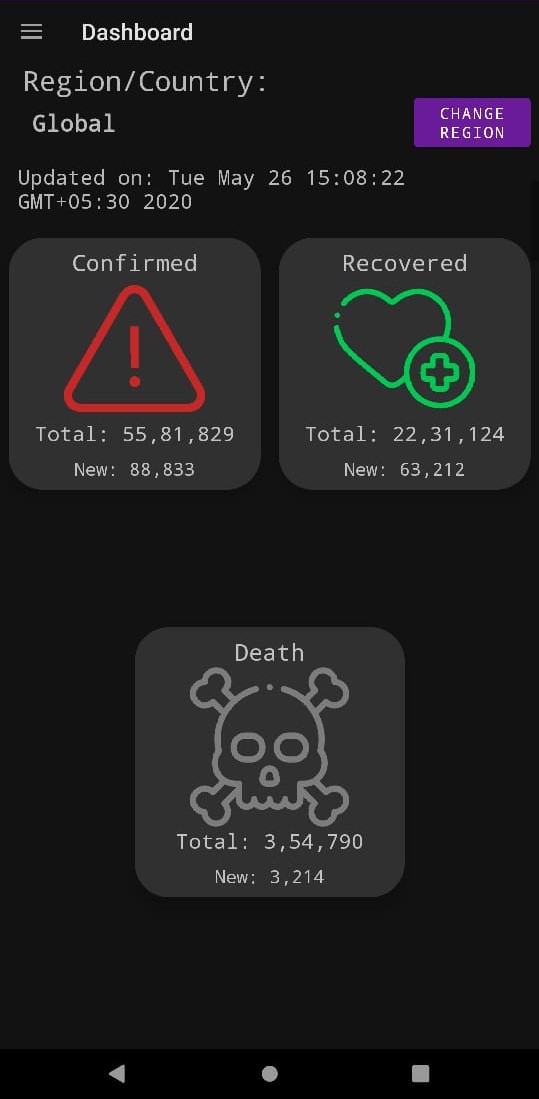 Dashboard
Region/Country:
Global
CHANGE
REGION
Updated on: Tue May 26 15:08:22
GMT+05:30 2020
Confirmed
Total: 55,81,829
New: 88,833
Recovered
Total: 22,31,124
New: 63,212
Death
Total: 3,54,790
New: 3,214